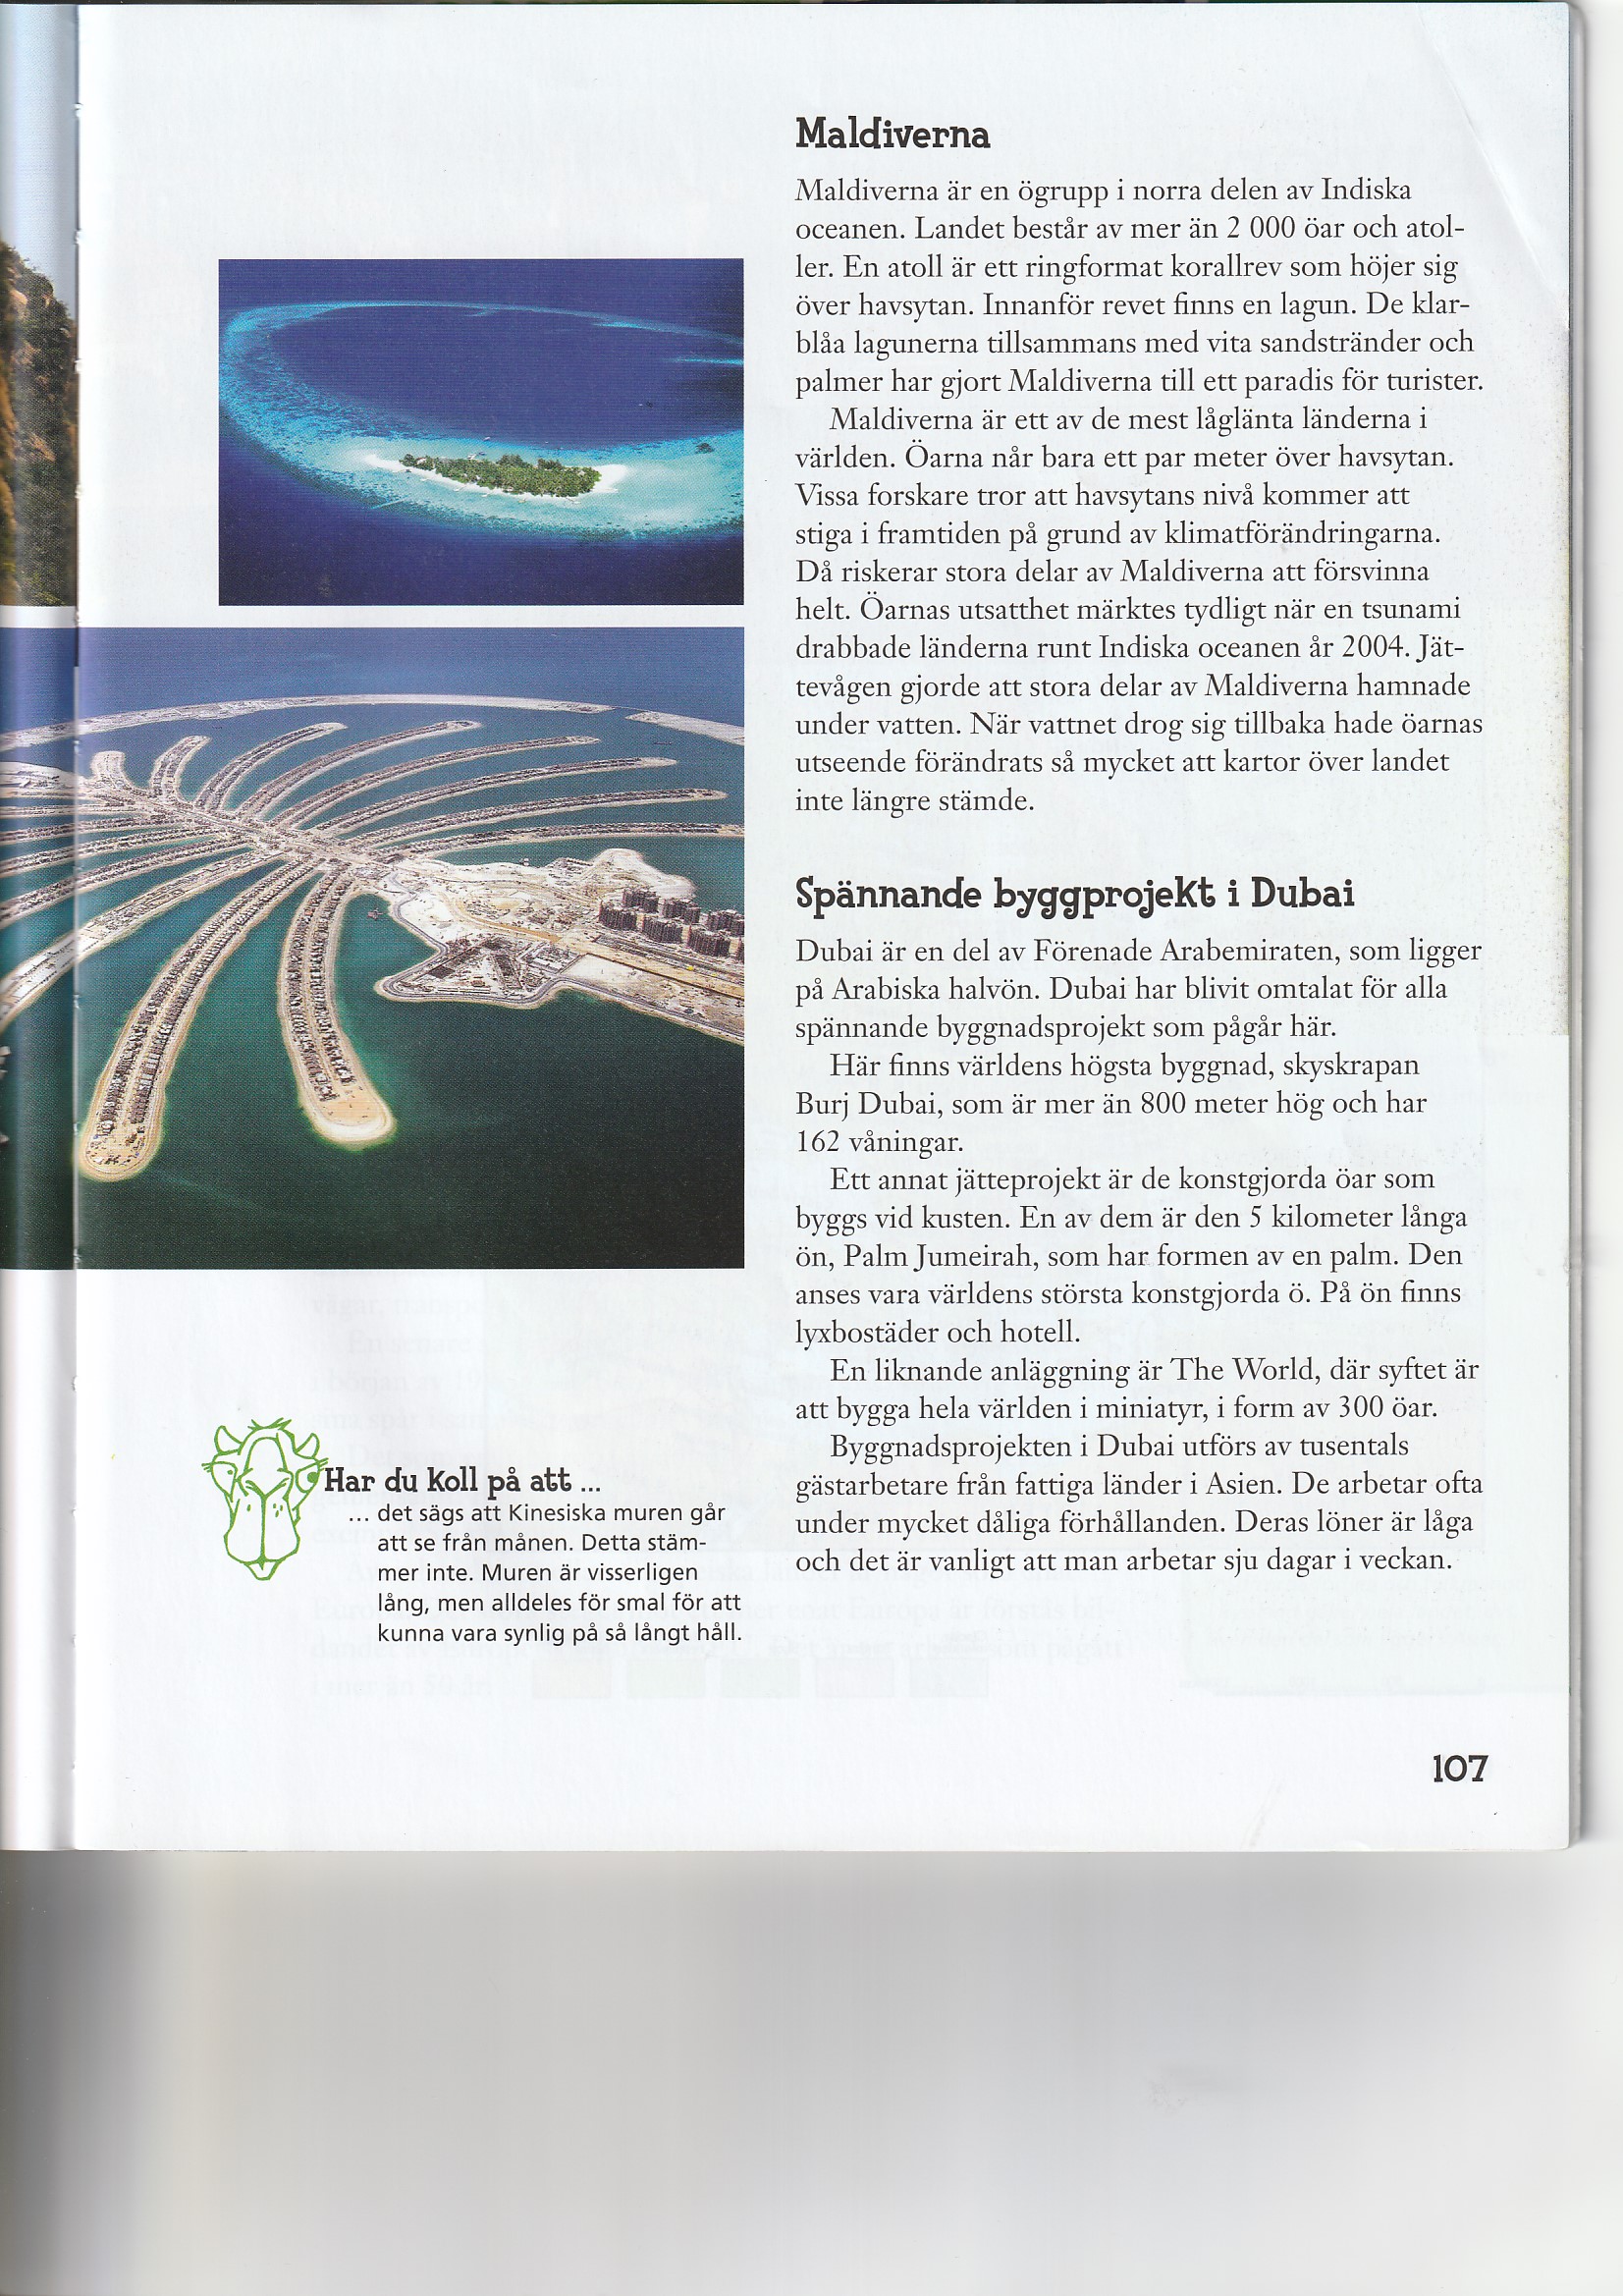 Maldiverna
Maldiverna är en ögrupp i norra delen av Indiska
oceanen. Landet består av mer än 2 000 öar och atol-
ler. En atoll är ett ringformat korallrev som höjer sig
över havsytan. Innanför revet finns en lagun. De klar-
blåa lagunerna tillsammans med vita sandstränder och
palmer har gjort Maldiverna till ett paradis för turister.
Maldiverna är ett av de mest låglänta länderna i
världen. Öarna når bara ett par meter över havsytan.
Vissa forskare tror att havsytans nivå kommer att
stiga i framtiden på grund av klimatförändringarna.
Då riskerar stora delar av Maldiverna att försvinna
helt. Öarnas utsatthet märktes tydligt när en tsunami
drabbade länderna runt Indiska oceanen år 2004. Jät-
tevågen gjorde att stora delar av Maldiverna hamnade
under vatten. När vattnet drog sig tillbaka hade öarnas
utseende förändrats så mycket att kartor över landet
inte längre stämde.
Spännande byggprojekt i Dubai
Dubai är en del av Förenade Arabemiraten, som ligger
på Arabiska halvön. Dubai har blivit omtalat för alla
spännande byggnadsprojekt som pågår här.
Här finns världens högsta byggnad, skyskrapan
Burj Dubai, som är mer än 800 meter hög och har
162 våningar.
Ett annat jätteprojekt är de konstgjorda öar som
byggs vid kusten. En av dem är den 5 kilometer långa
ön, Palm Jumeirah, som har formen av en palm. Den
anses vara världens största konstgjorda ö. På ön finns
lyxbostäder och hotell.
En liknande anläggning är The World, där syftet är
att bygga hela världen i miniatyr, i form av 300 öar.
Byggnadsprojekten i Dubai utförs av tusentals
gästarbetare från fattiga länder i Asien. De arbetar ofta
under mycket dåliga förhållanden. Deras löner är låga
och det är vanligt att man arbetar sju dagar i veckan.
Har du koll på att ...
... det sägs att Kinesiska muren går
att se från månen. Detta stäm-
mer inte. Muren är visserligen
lång, men alldeles för smal för att
kunna vara synlig på så långt håll.
107